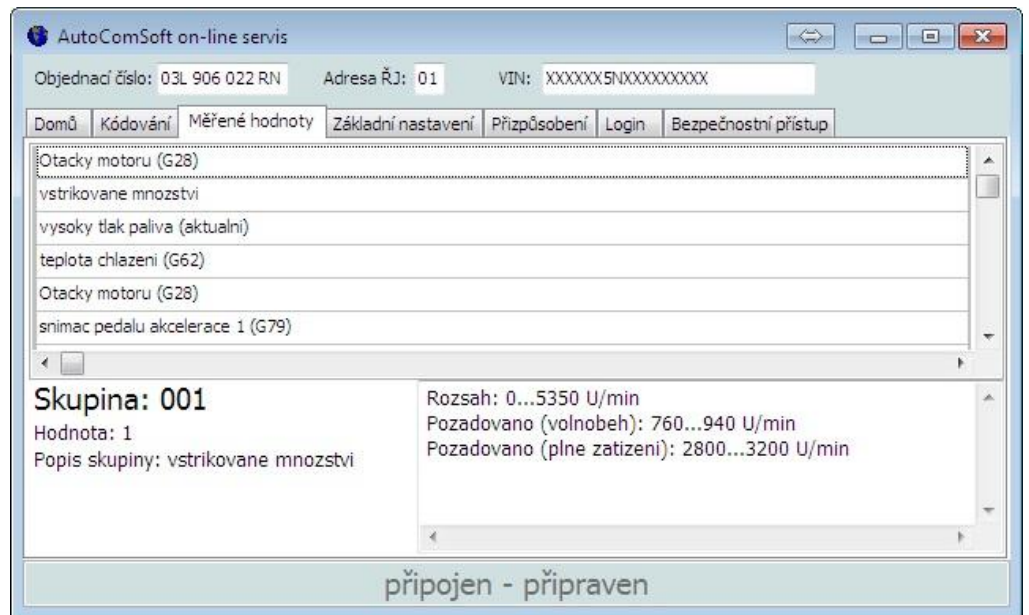 AutoComSoft on-line servis
Objednací číslo: 03L 906 022 RN Adresa ŘJ: 01 VIN: XXXXXX5NXXXXXXXXX
Domů Kódování Měřené hodnoty Základní nastavení Přizpůsobení Login Bezpečnostní přístup
Otacky motoru (G28)
vstrikovane mnozstvi
vysoky tlak paliva (aktualni)
teplota chlazeni (G62)
Otacky motoru (G28)
snimac pedalu akcelerace 1 (G79)
Skupina: 001
Hodnota: 1
Popis skupiny: vstrikovane mnozstvi
Rozsah: 0...5350 U/min
Pozadovano (volnobeh): 760...940 U/min
Pozadovano (plne zatizeni): 2800...3200 U/min
připojen - připraven